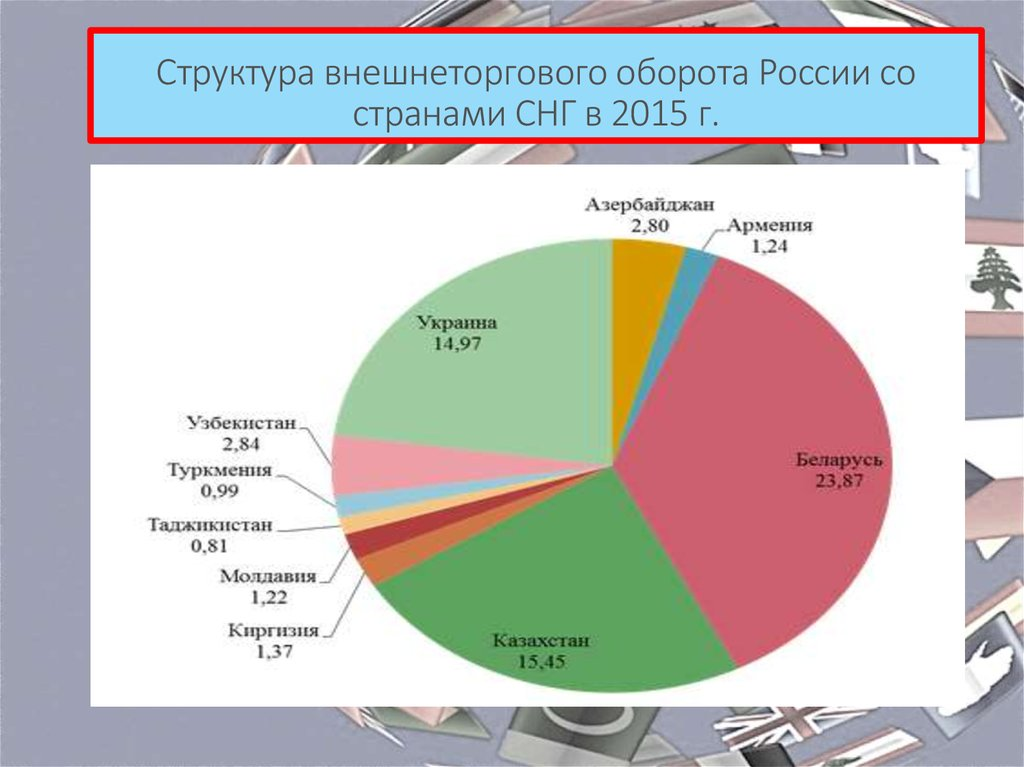 Структура внешнеторгового оборота России со
странами СНГ в 2015 г.
Азербайджан
2,80
Армения
1,24
Украина
14,97
Узбекистан
2,84
Беларусь
23,87
Туркмения
0,99
Таджикистан
0,81
Молдавия
1,22
Киргизия
1,37
Казахстан
15,45